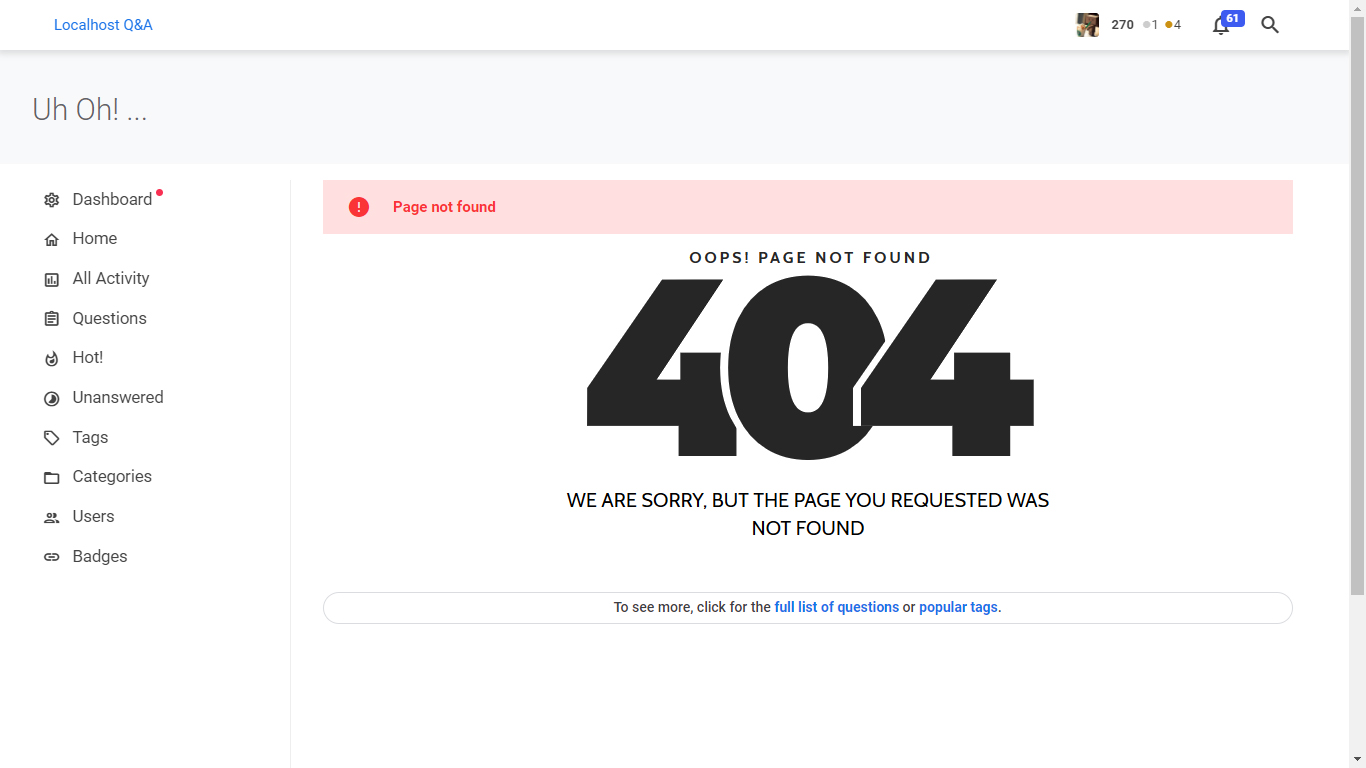 Localhost Q&A
270 1 4
61
Uh Oh! ...
Dashboard
Home
All Activity
Questions
Hot!
Unanswered
Tags
Categories
Users
Badges
Page not found
OOPS! PAGE NOT FOUND
404
WE ARE SORRY, BUT THE PAGE YOU REQUESTED WAS
NOT FOUND
To see more, click for the full list of questions or popular tags.